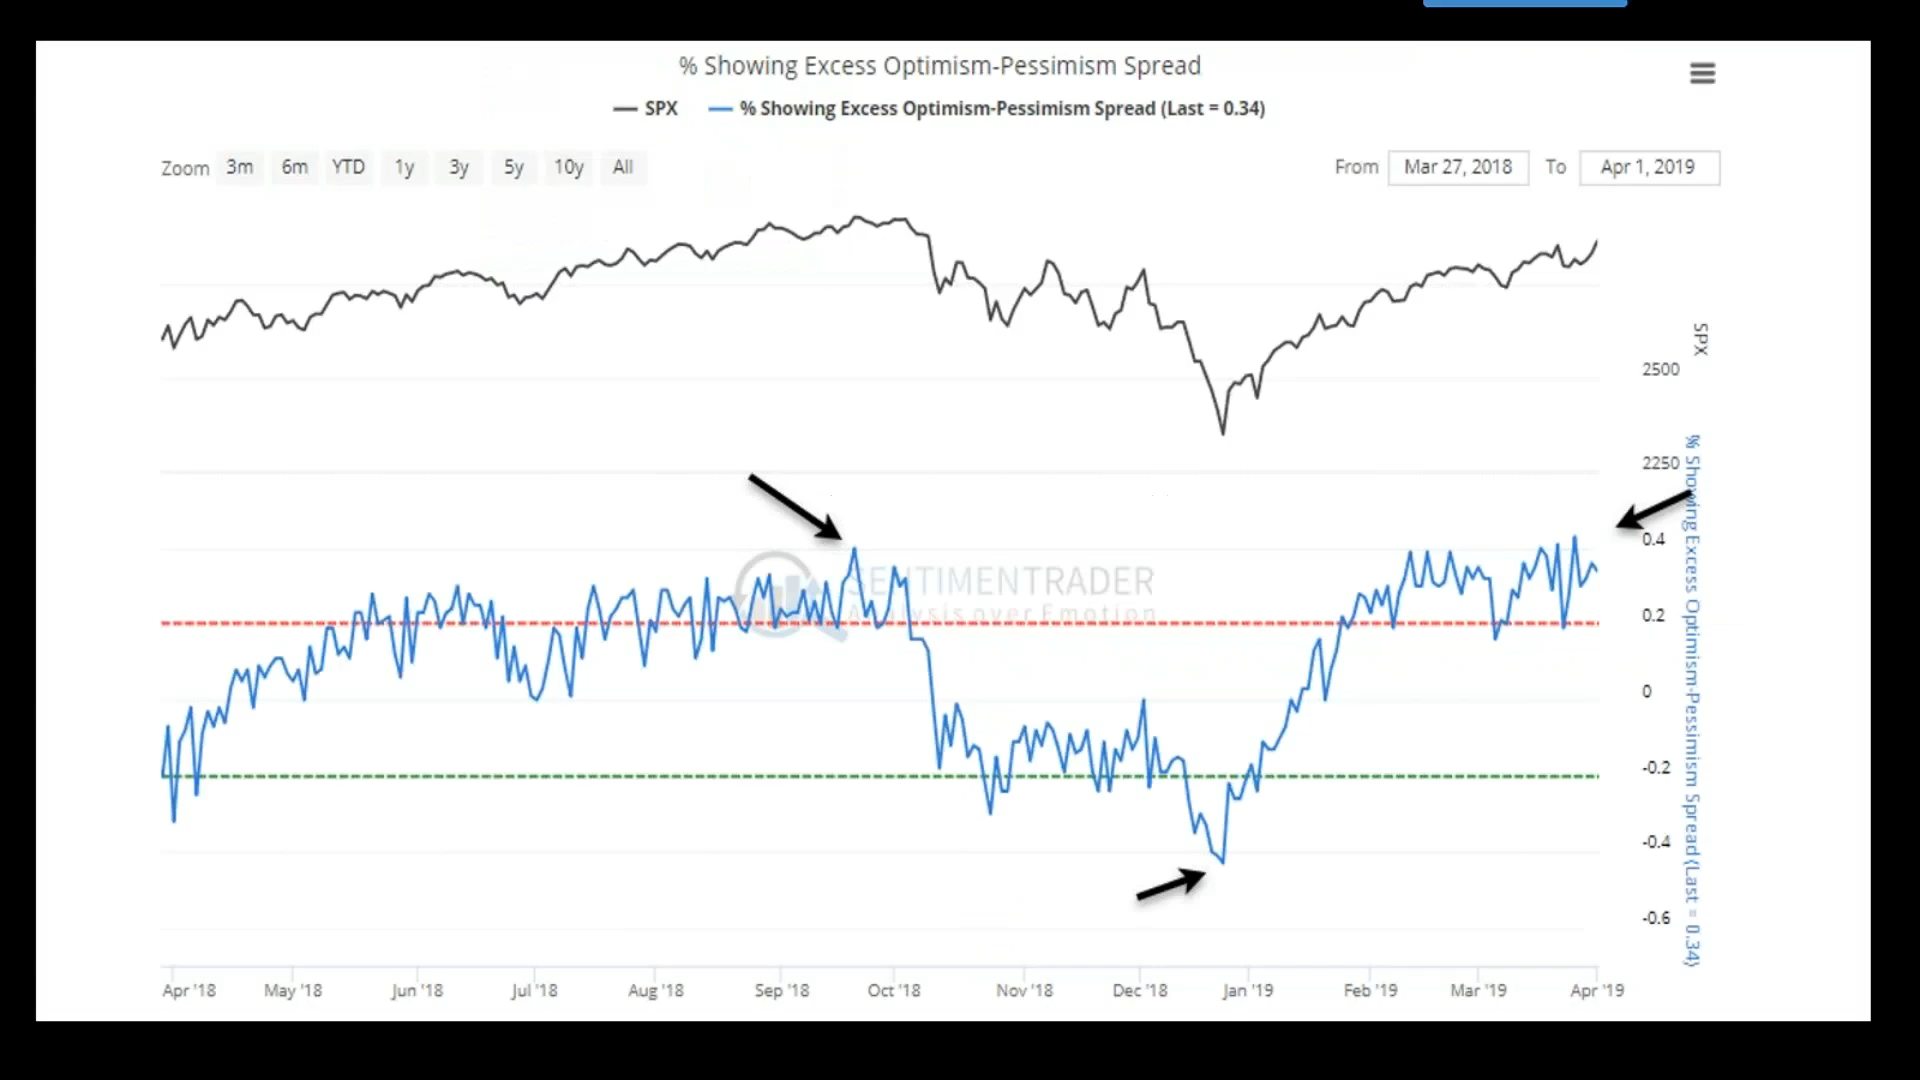 % Showing Excess Optimism-Pessimism Spread
SPX % Showing Excess Optimism-Pessimism Spread (Last = 0.34)
Zoom 3m 6m YTD 1y 3y 5y 10y All From Mar 27, 2018 To Apr 1, 2019
SPX
2500
2250
% Showing Excess Optimism-Pessimism Spread (Last = 0.34)
0.4
0.2
0
-0.2
-0.4
-0.6
SENTIMENTRADER
Analysis over Emotion
Apr '18 May '18 Jun '18 Jul '18 Aug '18 Sep '18 Oct '18 Nov '18 Dec '18 Jan '19 Feb '19 Mar '19 Apr '19